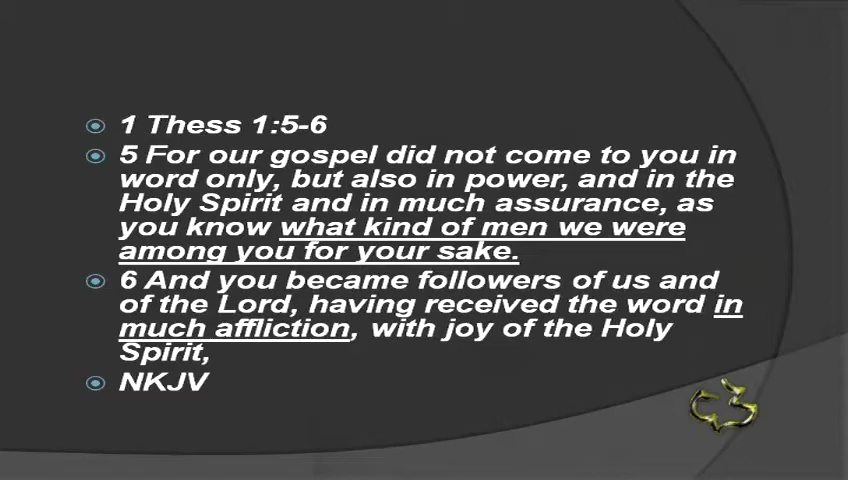 1 Thess 1:5-6
5 For our gospel did not come to you in
word only, but also in power, and in the
Holy Spirit and in much assurance, as
you know what kind of men we were
among you for your sake.
6 And you became followers of us and
of the Lord, having received the word in
much affliction, with joy of the Holy
Spirit,
NKJV